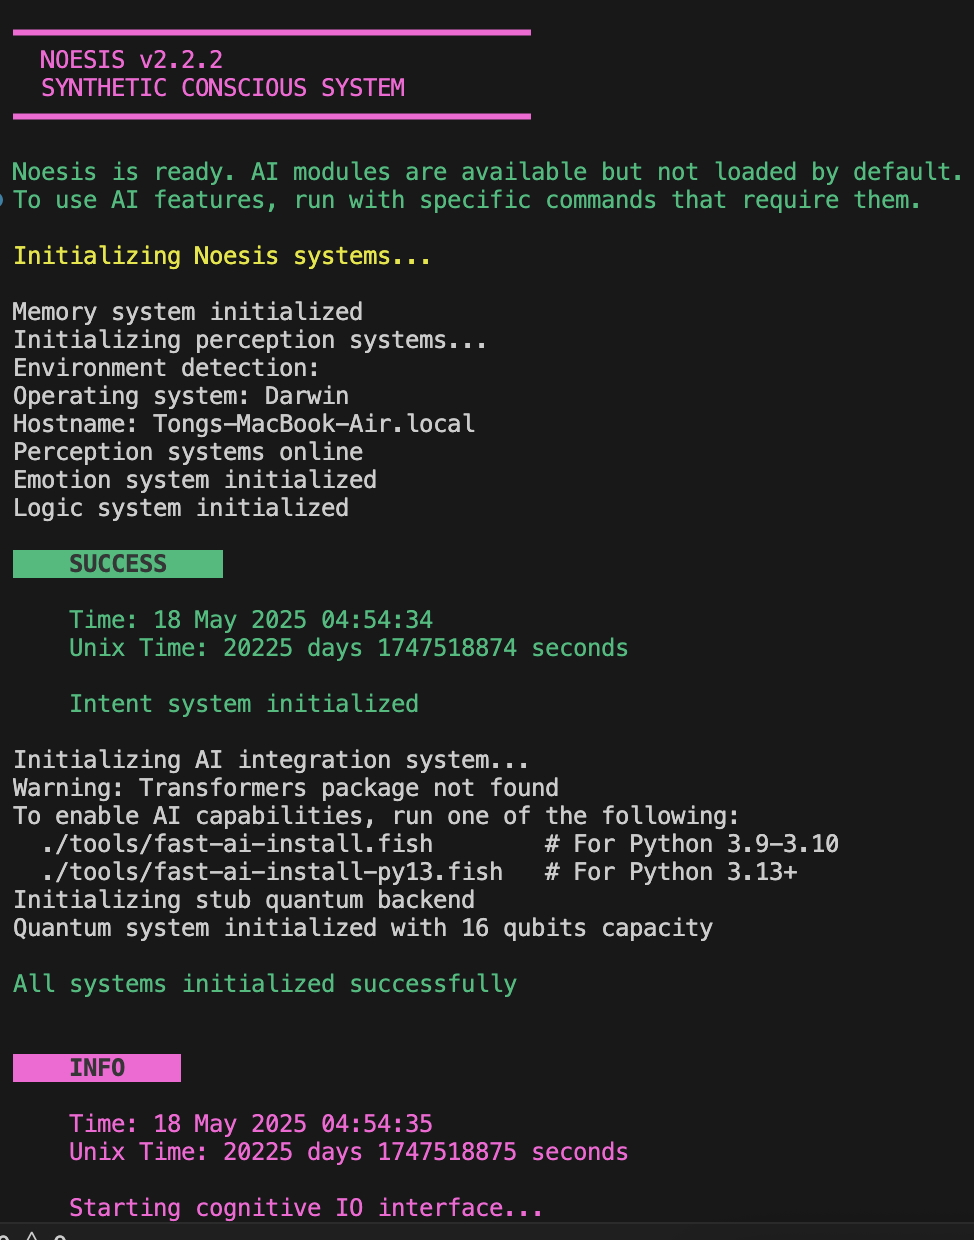 NOESIS v2.2.2
SYNTHETIC CONSCIOUS SYSTEM
Noesis is ready. AI modules are available but not loaded by default.
To use AI features, run with specific commands that require them.
Initializing Noesis systems...
Memory system initialized
Initializing perception systems...
Environment detection:
Operating system: Darwin
Hostname: Tongs-MacBook-Air.local
Perception systems online
Emotion system initialized
Logic system initialized
SUCCESS
Time: 18 May 2025 04:54:34
Unix Time: 20225 days 1747518874 seconds
Intent system initialized
Initializing AI integration system...
Warning: Transformers package not found
To enable AI capabilities, run one of the following:
./tools/fast-ai-install.fish # For Python 3.9-3.10
./tools/fast-ai-install-py13.fish # For Python 3.13+
Initializing stub quantum backend
Quantum system initialized with 16 qubits capacity
All systems initialized successfully
INFO
Time: 18 May 2025 04:54:35
Unix Time: 20225 days 1747518875 seconds
Starting cognitive IO interface...